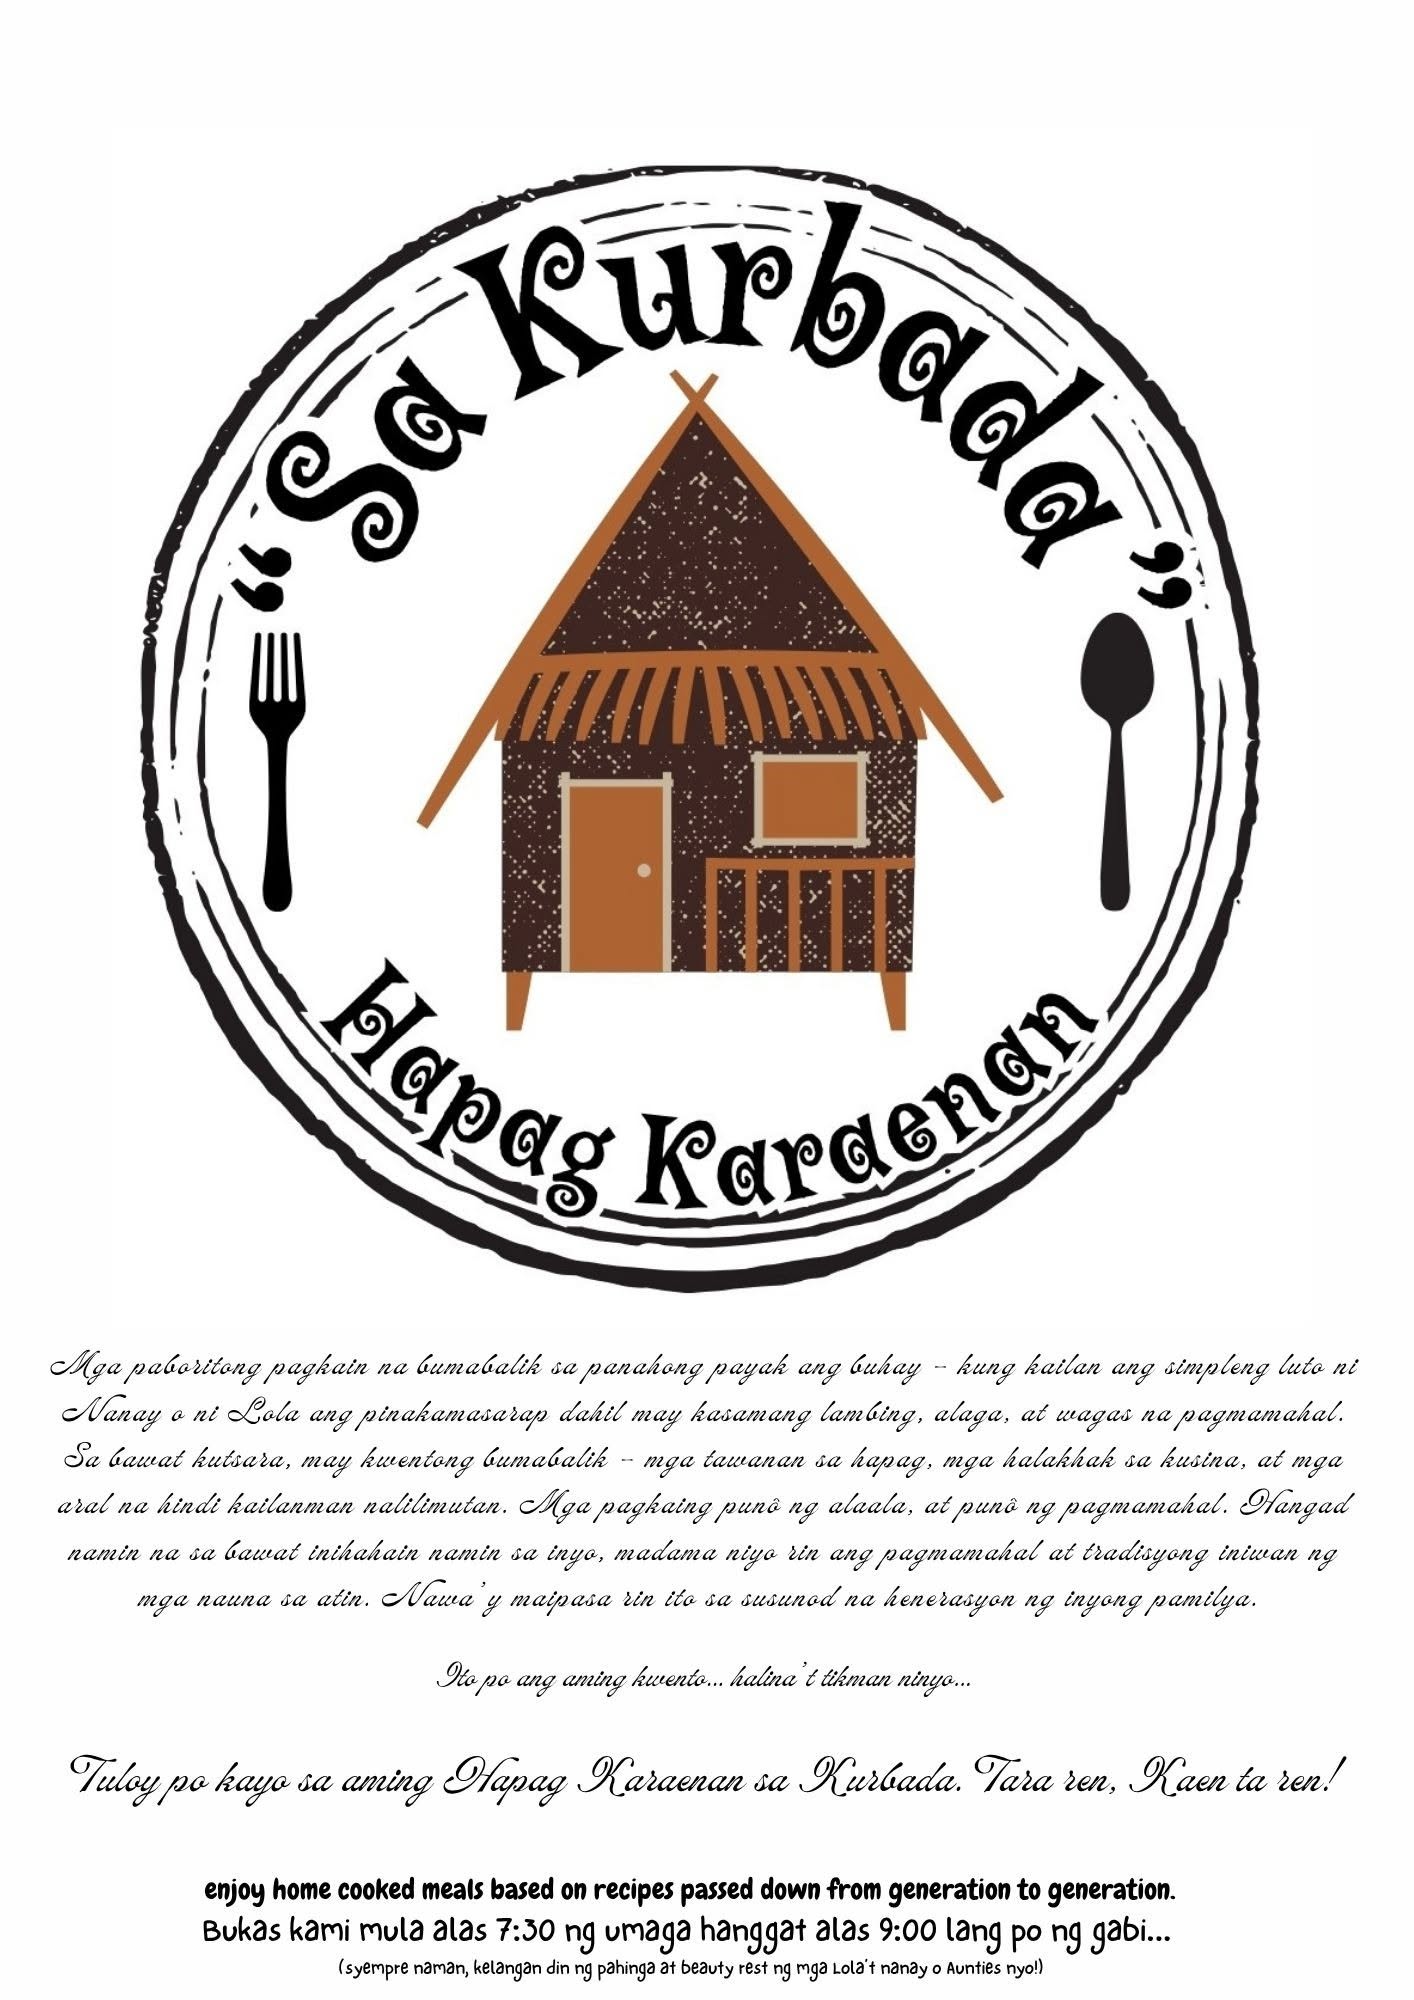 “Sa Kurbada”
Hapag Karaenan
Mga paboritong pagkain na bumabalik sa panahong payak ang buhay – kung kailan ang simpleng luto ni
Nanay o ni Lola ang pinakamasarap dahil may kasamang lambing, alaga, at wagas na pagmamahal.
Sa bawat kutsara, may kwentong bumabalik – mga tawanan sa hapag, mga halakhak sa kusina, at mga
aral na hindi kailanman nalilimutan. Mga pagkaing punô ng alaala, at punô ng pagmamahal. Hangad
namin na sa bawat inihahain namin sa inyo, madama niyo rin ang pagmamahal at tradisyong iniwan ng
mga nauna sa atin. Nawa’y maipasa rin ito sa susunod na henerasyon ng inyong pamilya.
Ito po ang aming kwento... halina’t tikman ninyo...
Tuloy po kayo sa aming Hapag Karaenan sa Kurbada. Tara ren, Kaen ta ren!
enjoy home cooked meals based on recipes passed down from generation to generation.
Bukas kami mula alas 7:30 ng umaga hanggat alas 9:00 lang po ng gabi...
(syempre naman, kelangan din ng pahinga at beauty rest ng mga Lola't nanay o Aunties nyo!)